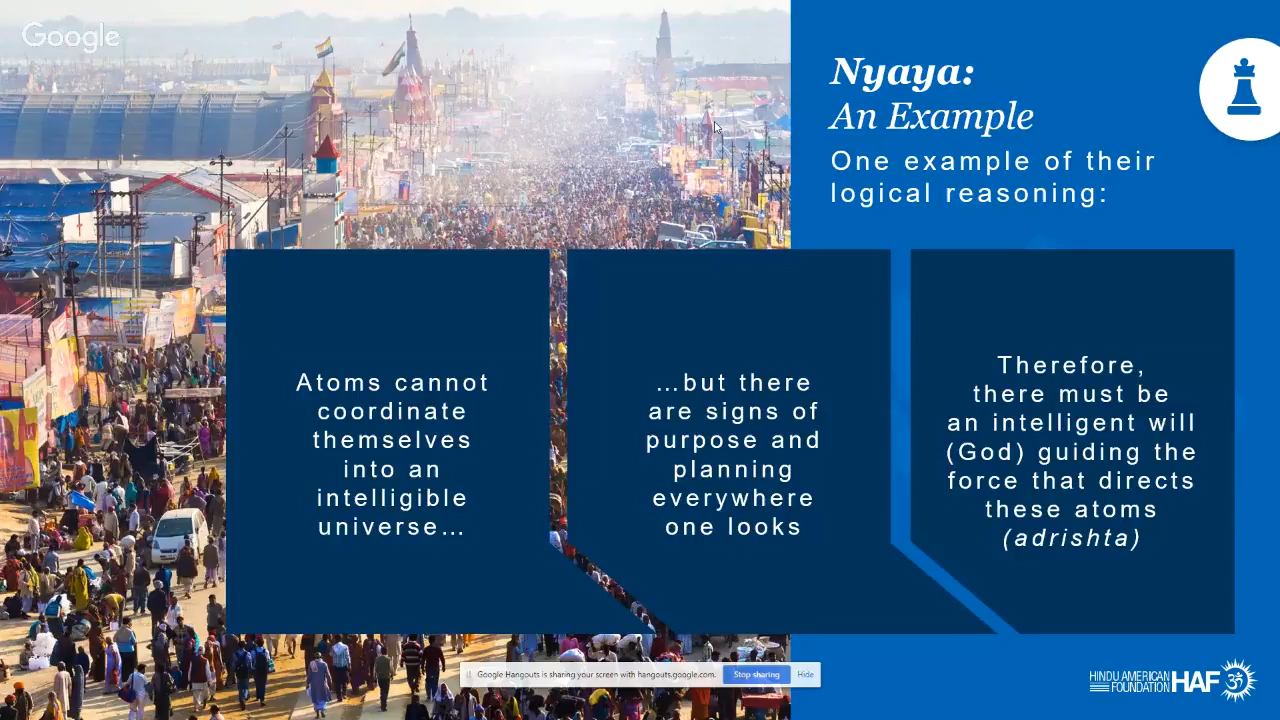 Google
Nyaya:
An Example
One example of their
logical reasoning:
Atoms cannot
coordinate
themselves
into an
intelligible
universe…
…but there
are signs of
purpose and
planning
everywhere
one looks
Therefore,
there must be
an intelligent will
(God) guiding the
force that directs
these atoms
(adrishta)
Google Hangouts is sharing your screen with hangouts.google.com.
Stop sharing
Hide
HINDU AMERICAN
FOUNDATION
HAF
ॐ